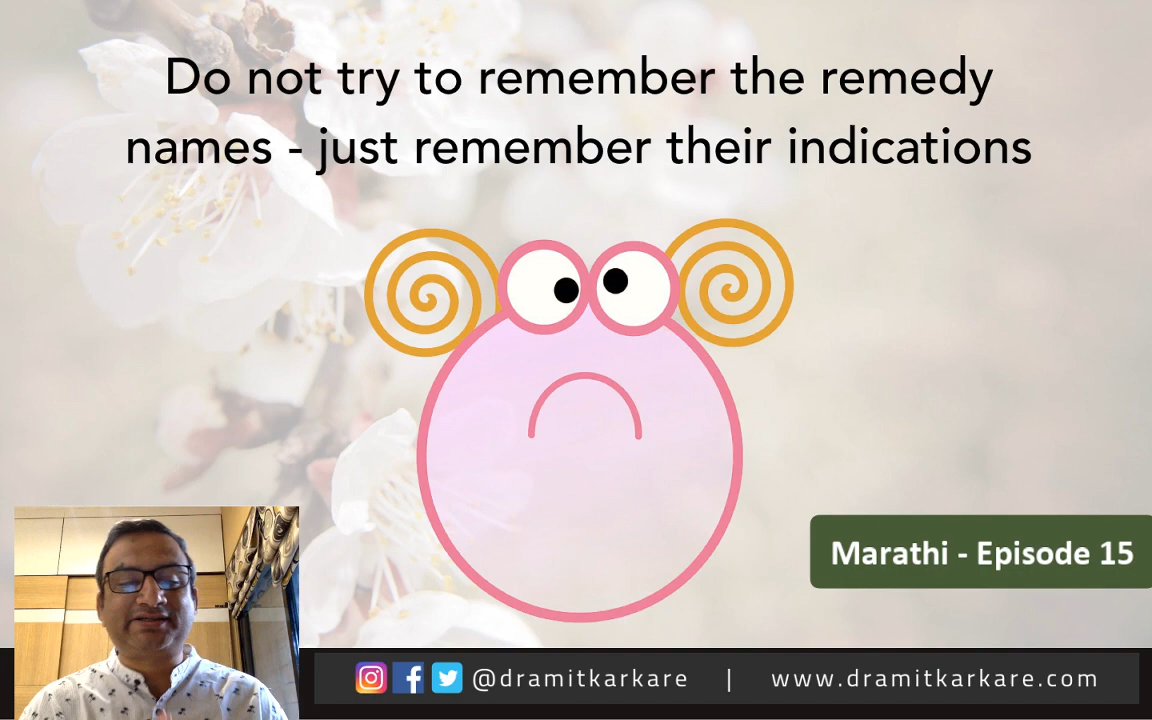 Do not try to remember the remedy
names - just remember their indications
Marathi - Episode 15
@dramitkarkare | www.dramitkarkare.com